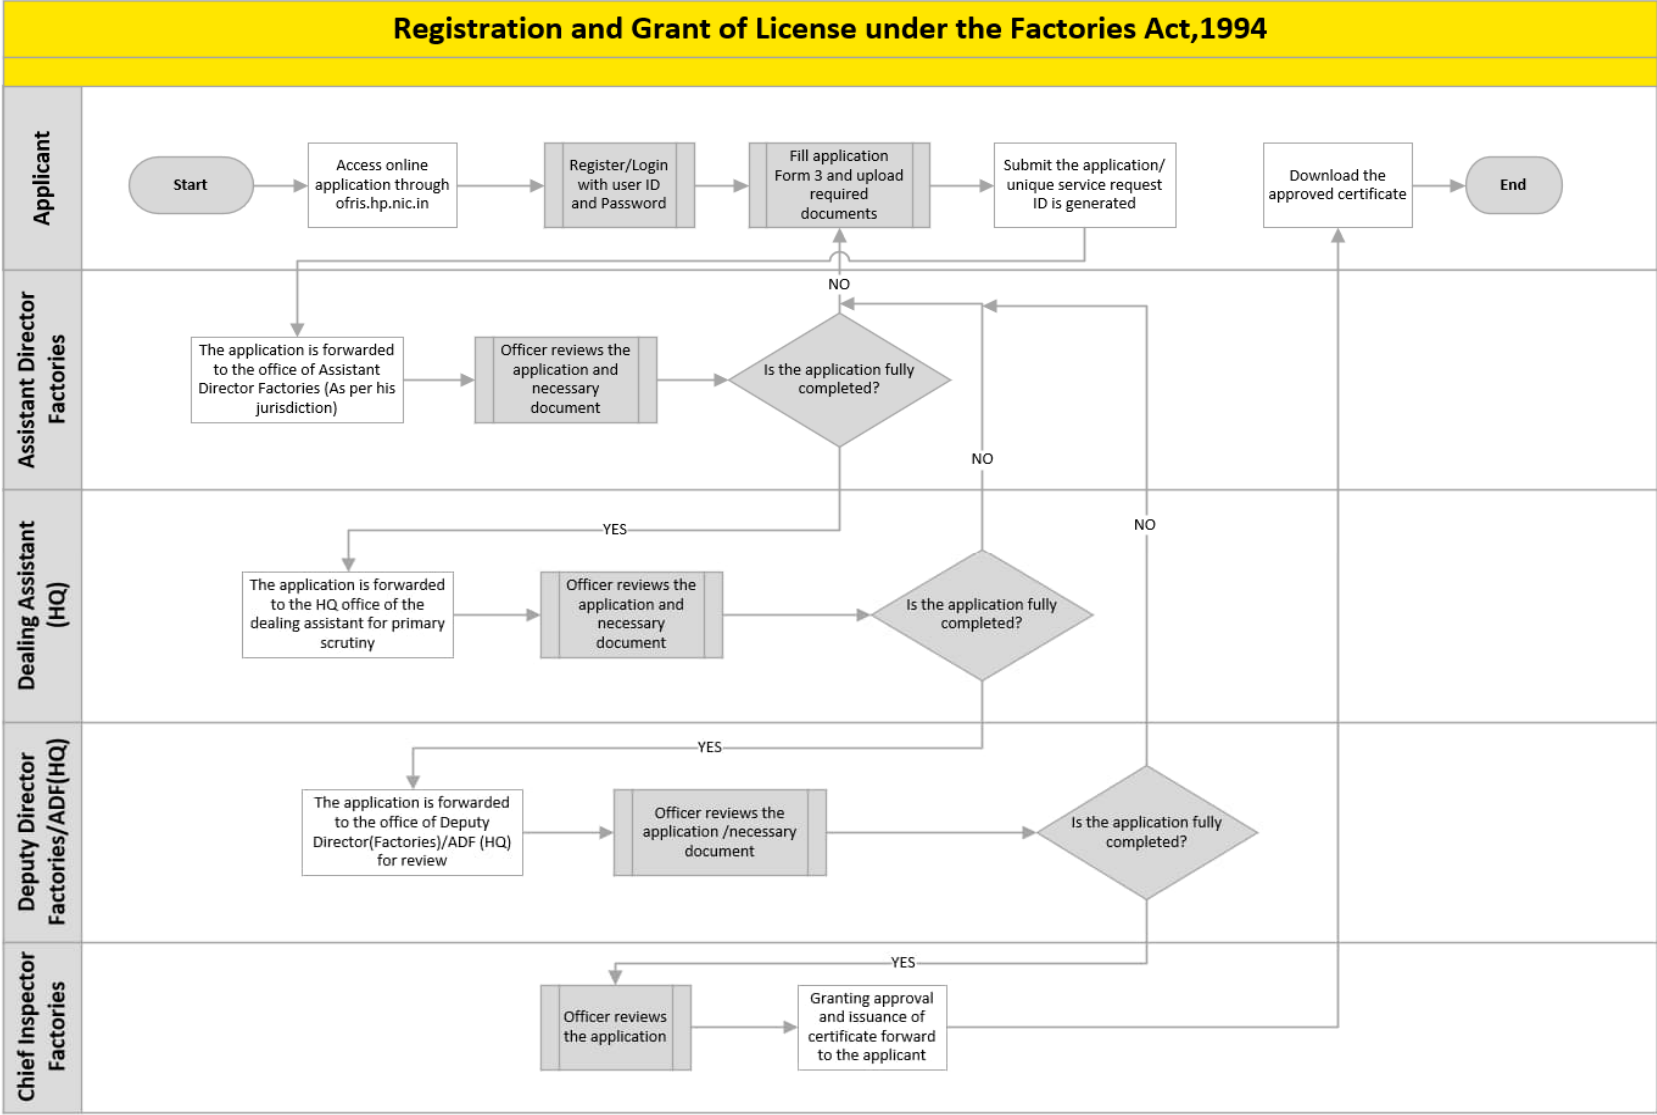 Registration and Grant of License under the Factories Act,1994
Applicant
Start
Access online
application through
ofris.hp.nic.in
Register/Login
with user ID
and Password
Fill application
Form 3 and upload
required
documents
Submit the application/
unique service request
ID is generated
Download the
approved certificate
End
Assistant Director
Factories
NO
The application is forwarded
to the office of Assistant
Director Factories (As per his
jurisdiction)
Officer reviews the
application and
necessary
document
Is the application fully
completed?
NO
Dealing Assistant
(HQ)
YES
NO
The application is forwarded
to the HQ office of the
dealing assistant for primary
scrutiny
Officer reviews the
application and
necessary
document
Is the application fully
completed?
Deputy Director
Factories/ADF(HQ)
YES
The application is forwarded
to the office of Deputy
Director(Factories)/ADF (HQ)
for review
Officer reviews the
application /necessary
document
Is the application fully
completed?
Chief Inspector
Factories
YES
Officer reviews
the application
Granting approval
and issuance of
certificate forward
to the applicant